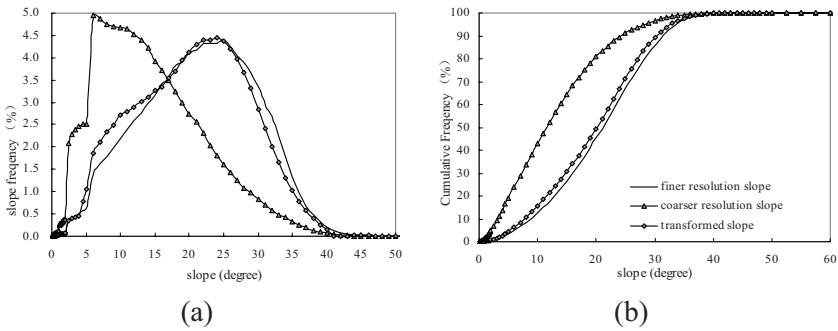 5.0
4.5
4.0
3.5
3.0
2.5
2.0
1.5
1.0
0.5
0.0
slope freqency (%)
0 5 10 15 20 25 30 35 40 45 50
slope (degree)
(a)
100
90
80
70
60
50
40
30
20
10
0
Cumulative Freqency (%)
finer resolution slope
coarser resolution slope
transformed slope
0 10 20 30 40 50 60
slope (degree)
(b)